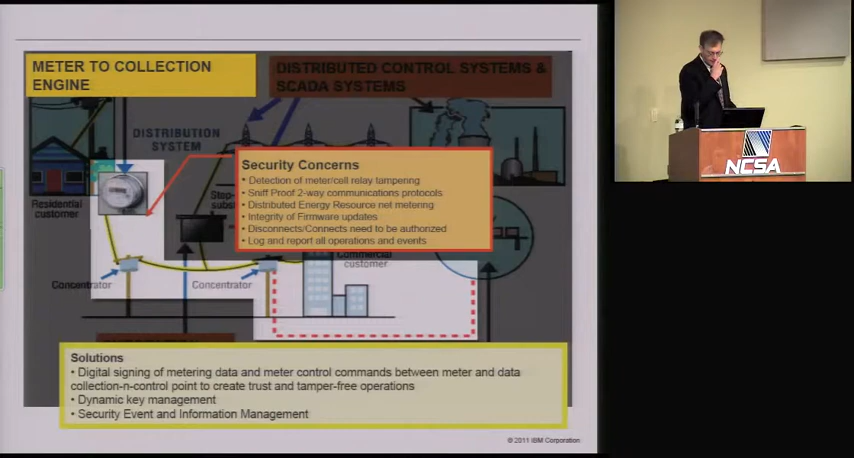 METER TO COLLECTION
ENGINE
DISTRIBUTED CONTROL SYSTEMS &
SCADA SYSTEMS
DISTRIBUTION
SYSTEM
Security Concerns
• Detection of meter/cell relay tampering
• Sniff Proof 2-way communications protocols
• Distributed Energy Resource net metering
• Integrity of Firmware updates
• Disconnects/Connects need to be authorized
• Log and report all operations and events
Residential
customer
Step-
Commercial
customer
Concentrator
Concentrator
Solutions
• Digital signing of metering data and meter control commands between meter and data
collection-n-control point to create trust and tamper-free operations
• Dynamic key management
• Security Event and Information Management
© 2011 IBM Corporation
NCSA